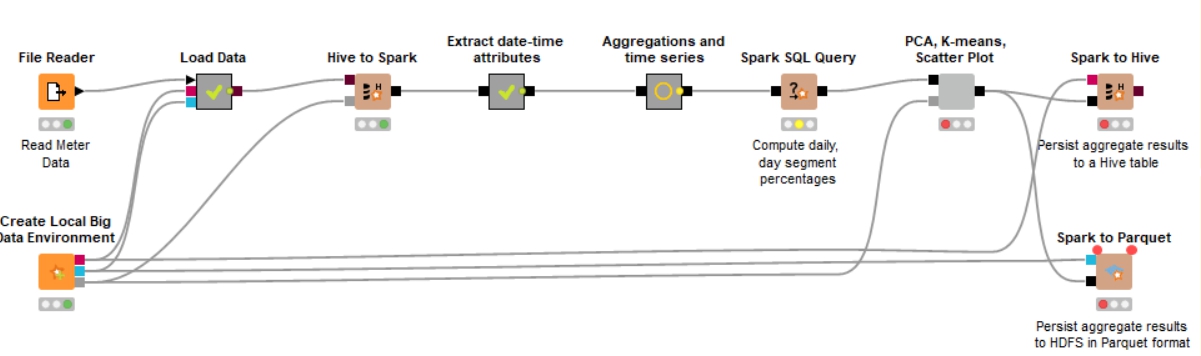 File Reader
Read Meter
Data
Load Data
Hive to Spark
H
Extract date-time
attributes
Aggregations and
time series
Spark SQL Query
?
Compute daily,
day segment
percentages
PCA, K-means,
Scatter Plot
Spark to Hive
H
Persist aggregate results
to a Hive table
Create Local Big
Data Environment
Spark to Parquet
Persist aggregate results
to HDFS in Parquet format